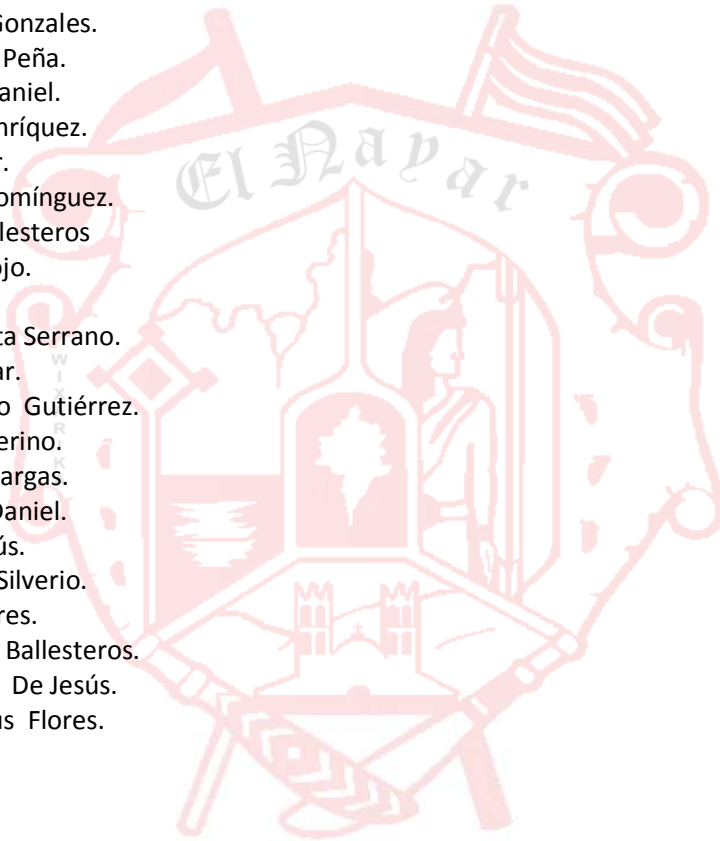 Gonzales.
Peña.
aniel.
nríquez.
r.
omínguez.
llesteros
ojo.
ta Serrano.
ar.
o Gutiérrez.
erino.
argas.
Daniel.
ús.
Silverio.
res.
Ballesteros.
De Jesús.
us Flores.
El Nayar